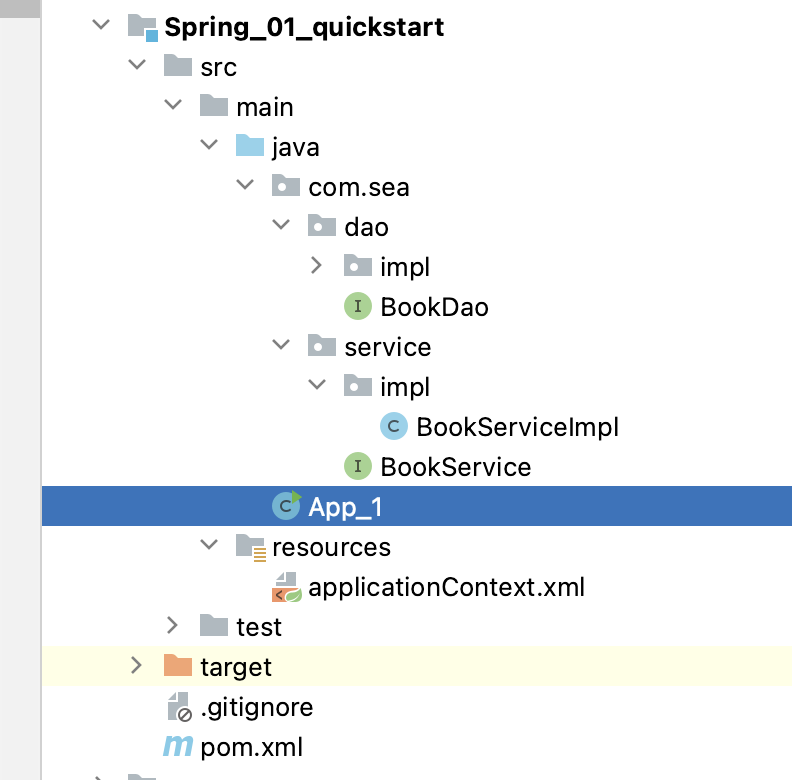 Spring_01_quickstart
src
main
java
com.sea
dao
impl
I BookDao
service
impl
C BookServiceImpl
I BookService
C App_1
resources
applicationContext.xml
test
target
.gitignore
m pom.xml